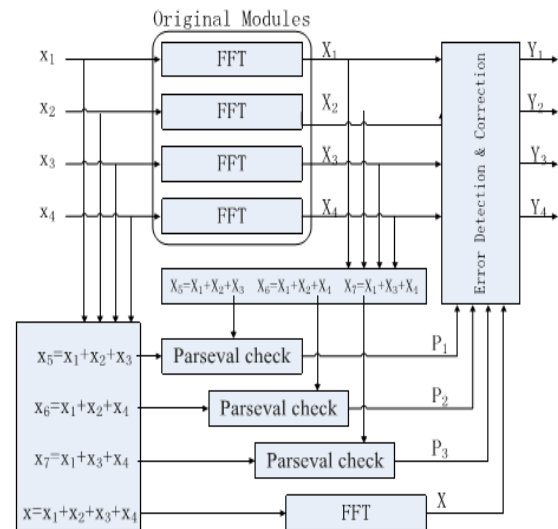 Original Modules
x₁ FFT X₁ Y₁
x₂ FFT X₂ Y₂
x₃ FFT X₃ Y₃
x₄ FFT X₄ Y₄
Error Detection & Correction
X₅=X₁+X₂+X₃ X₆=X₁+X₂+X₄ X₇=X₁+X₃+X₄
x₅=x₁+x₂+x₃ Parseval check P₁
x₆=x₁+x₂+x₄ Parseval check P₂
x₇=x₁+x₃+x₄ Parseval check P₃
x=x₁+x₂+x₃+x₄ FFT X